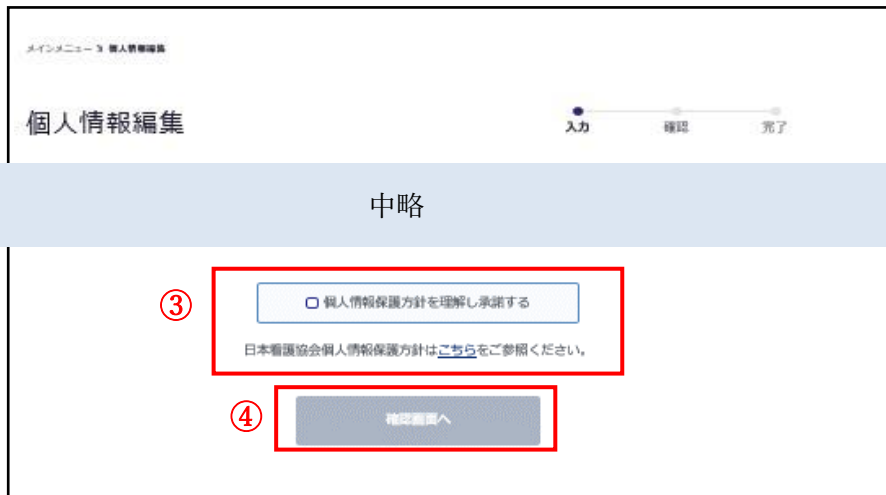 メインメニュー > 個人情報編集
個人情報編集
入力 確認 完了
中略
③
個人情報保護方針を理解し承諾する
日本看護協会個人情報保護方針はこちらをご参照ください。
④
確認画面へ